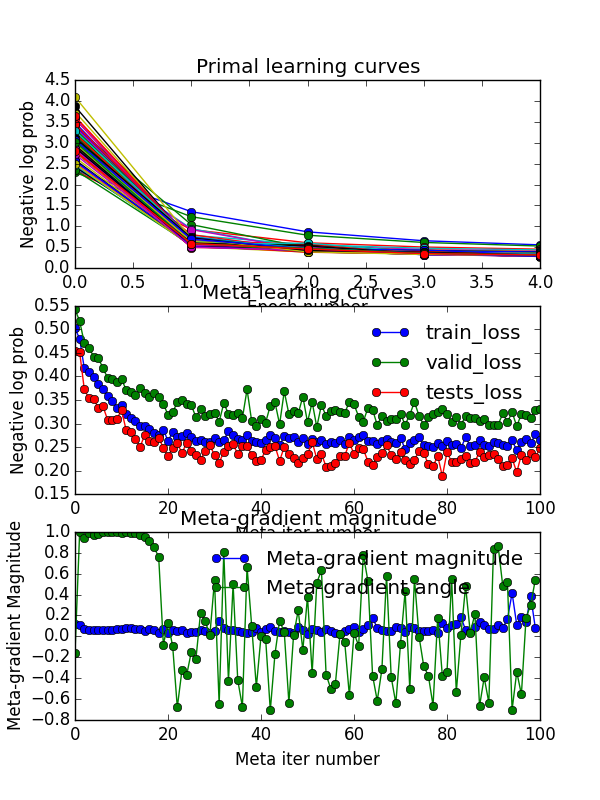 Primal learning curves
4.5
4.0
3.5
3.0
2.5
2.0
1.5
1.0
0.5
0.0
Negative log prob
0.0 0.5 1.0 1.5 2.0 2.5 3.0 3.5 4.0
Epoch number
Meta learning curves
0.55
0.50
0.45
0.40
0.35
0.30
0.25
0.20
0.15
Negative log prob
train_loss
valid_loss
tests_loss
0 20 40 60 80 100
Meta iter number
Meta-gradient magnitude
1.0
0.8
0.6
0.4
0.2
0.0
−0.2
−0.4
−0.6
−0.8
Meta-gradient Magnitude
Meta-gradient magnitude
Meta-gradient angle
0 20 40 60 80 100
Meta iter number